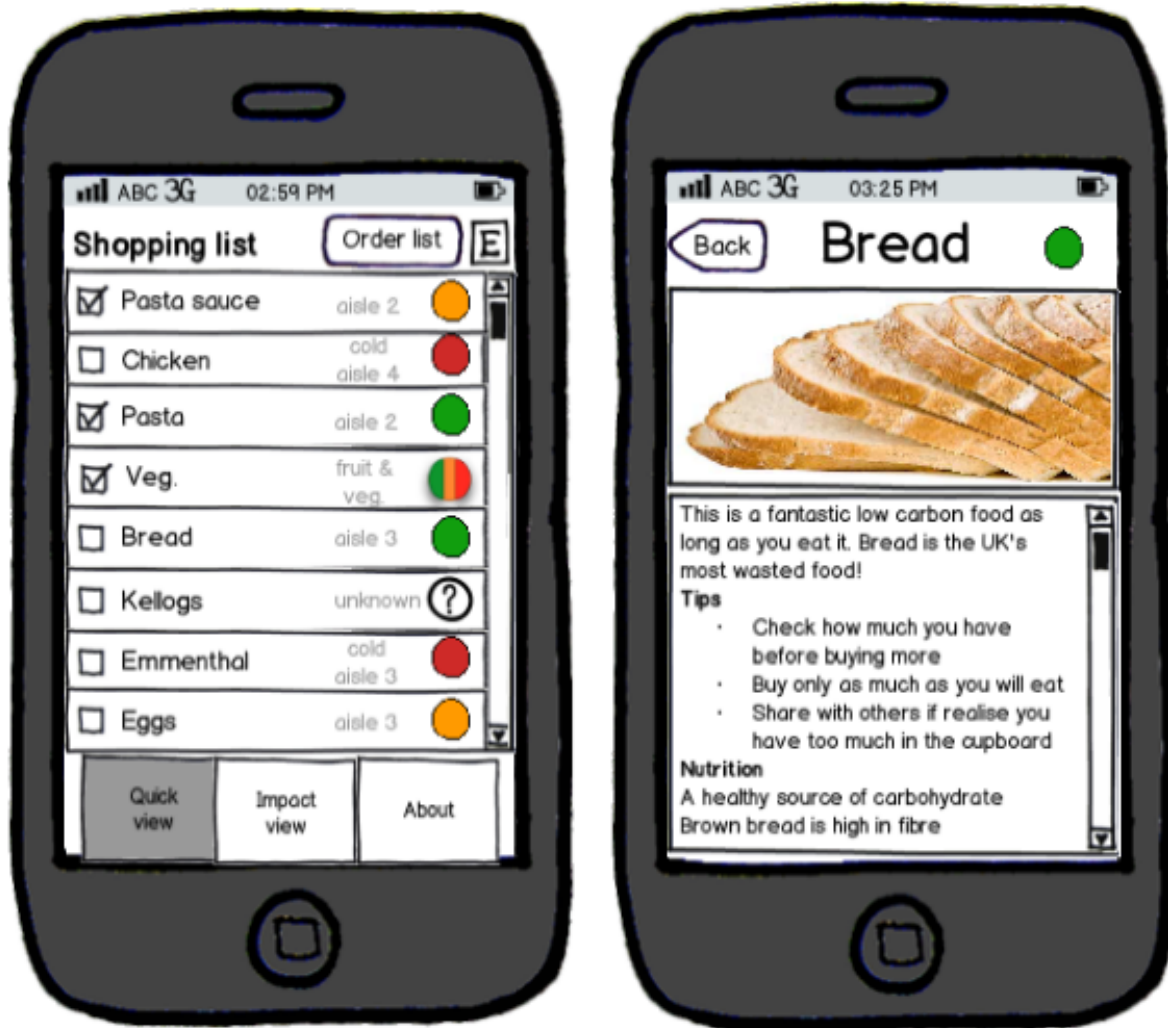 ABC 3G 02:59 PM
Shopping list Order list E
Pasta sauce aisle 2
Chicken cold aisle 4
Pasta aisle 2
Veg. fruit & veg.
Bread aisle 3
Kellogs unknown ?
Emmenthal cold aisle 3
Eggs aisle 3
Quick view
Impact view
About
ABC 3G 03:25 PM
Back Bread
This is a fantastic low carbon food as
long as you eat it. Bread is the UK's
most wasted food!
Tips
· Check how much you have
before buying more
· Buy only as much as you will eat
· Share with others if realise you
have too much in the cupboard
Nutrition
A healthy source of carbohydrate
Brown bread is high in fibre